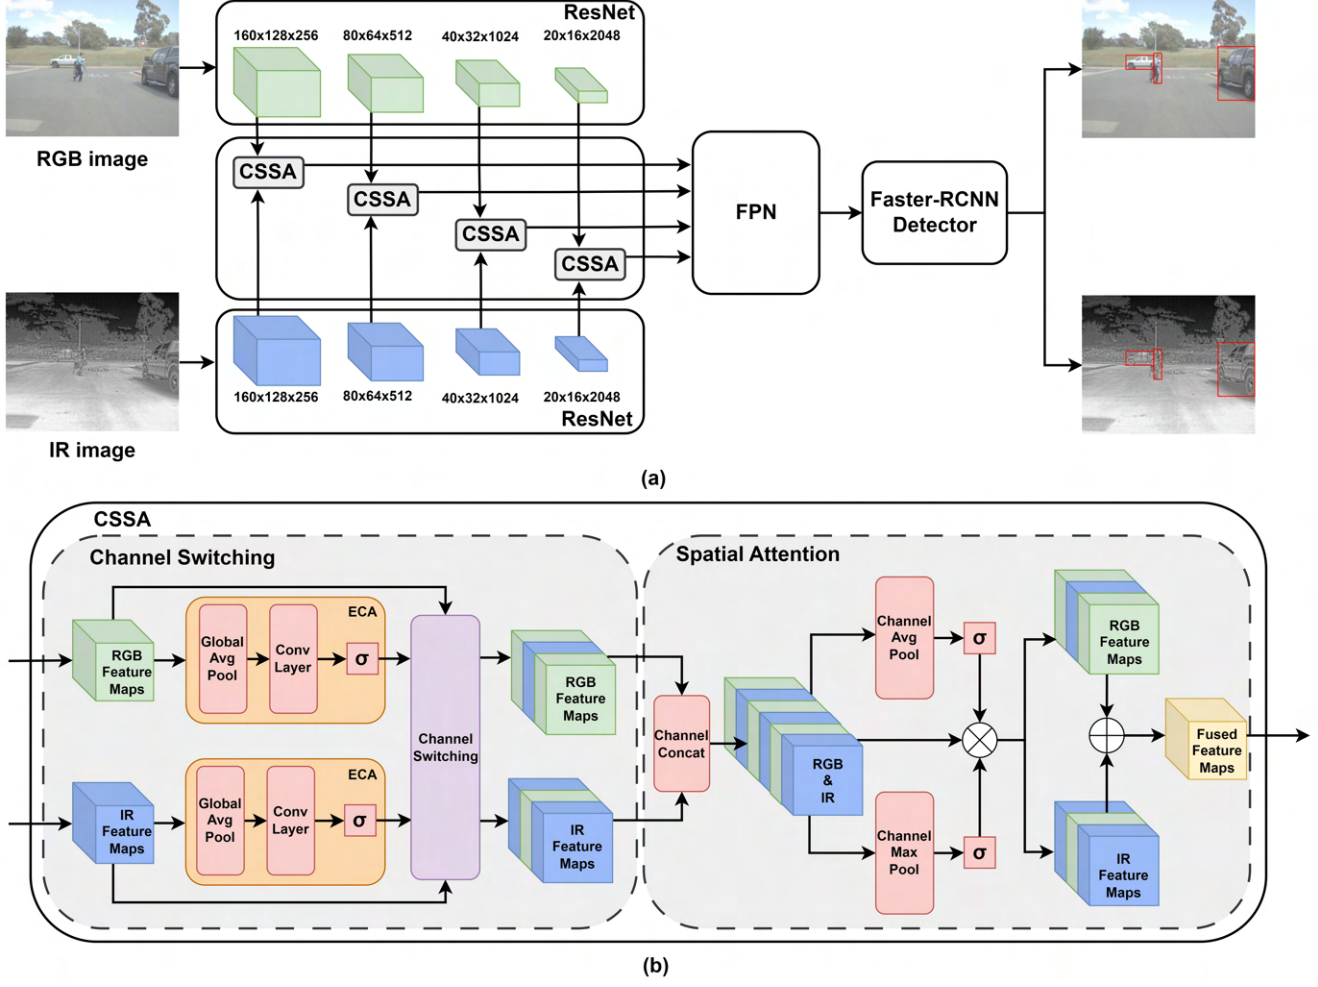 ResNet
160x128x256 80x64x512 40x32x1024 20x16x2048
RGB image
CSSA
CSSA
CSSA
CSSA
FPN
Faster-RCNN
Detector
160x128x256 80x64x512 40x32x1024 20x16x2048
ResNet
IR image
(a)
CSSA
Channel Switching
RGB
Feature
Maps
ECA
Global
Avg
Pool
Conv
Layer
σ
IR
Feature
Maps
ECA
Global
Avg
Pool
Conv
Layer
σ
Channel
Switching
RGB
Feature
Maps
IR
Feature
Maps
Spatial Attention
Channel
Concat
RGB
&
IR
Channel
Avg
Pool
σ
Channel
Max
Pool
σ
RGB
Feature
Maps
IR
Feature
Maps
Fused
Feature
Maps
(b)